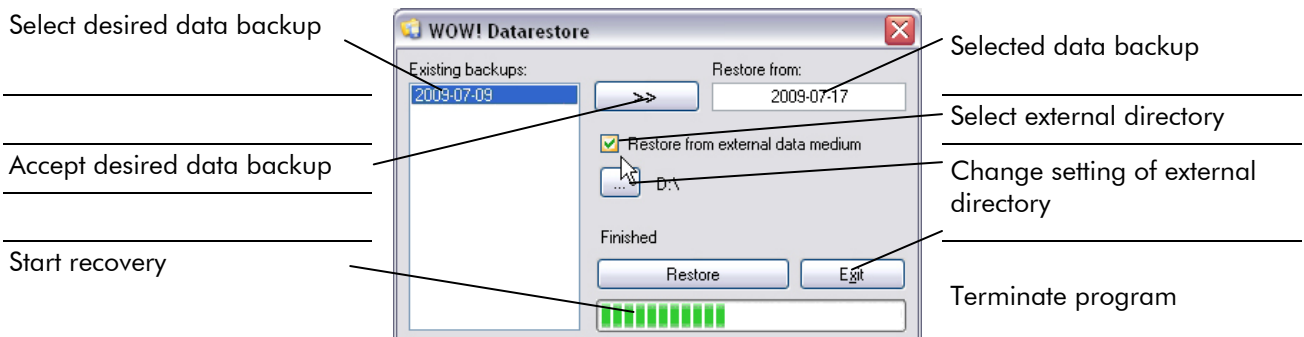 Select desired data backup
Accept desired data backup
Start recovery
WOW! Datarestore
Existing backups:
2009-07-09
>>
Restore from:
2009-07-17
Restore from external data medium
...
D:\
Finished
Restore
Exit
Selected data backup
Select external directory
Change setting of external
directory
Terminate program